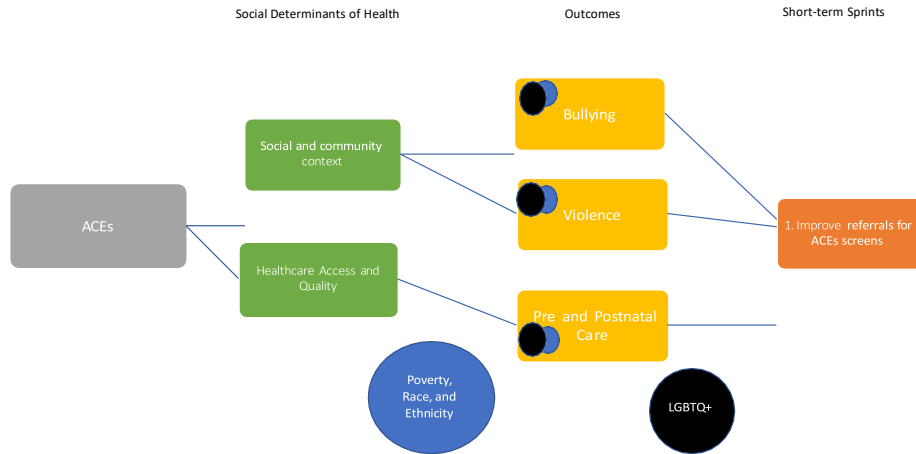 Social Determinants of Health
Outcomes
Short-term Sprints
Bullying
Social and community
context
Violence
ACEs
1. Improve referrals for
ACEs screens
Healthcare Access and
Quality
Pre and Postnatal
Care
Poverty,
Race, and
Ethnicity
LGBTQ+